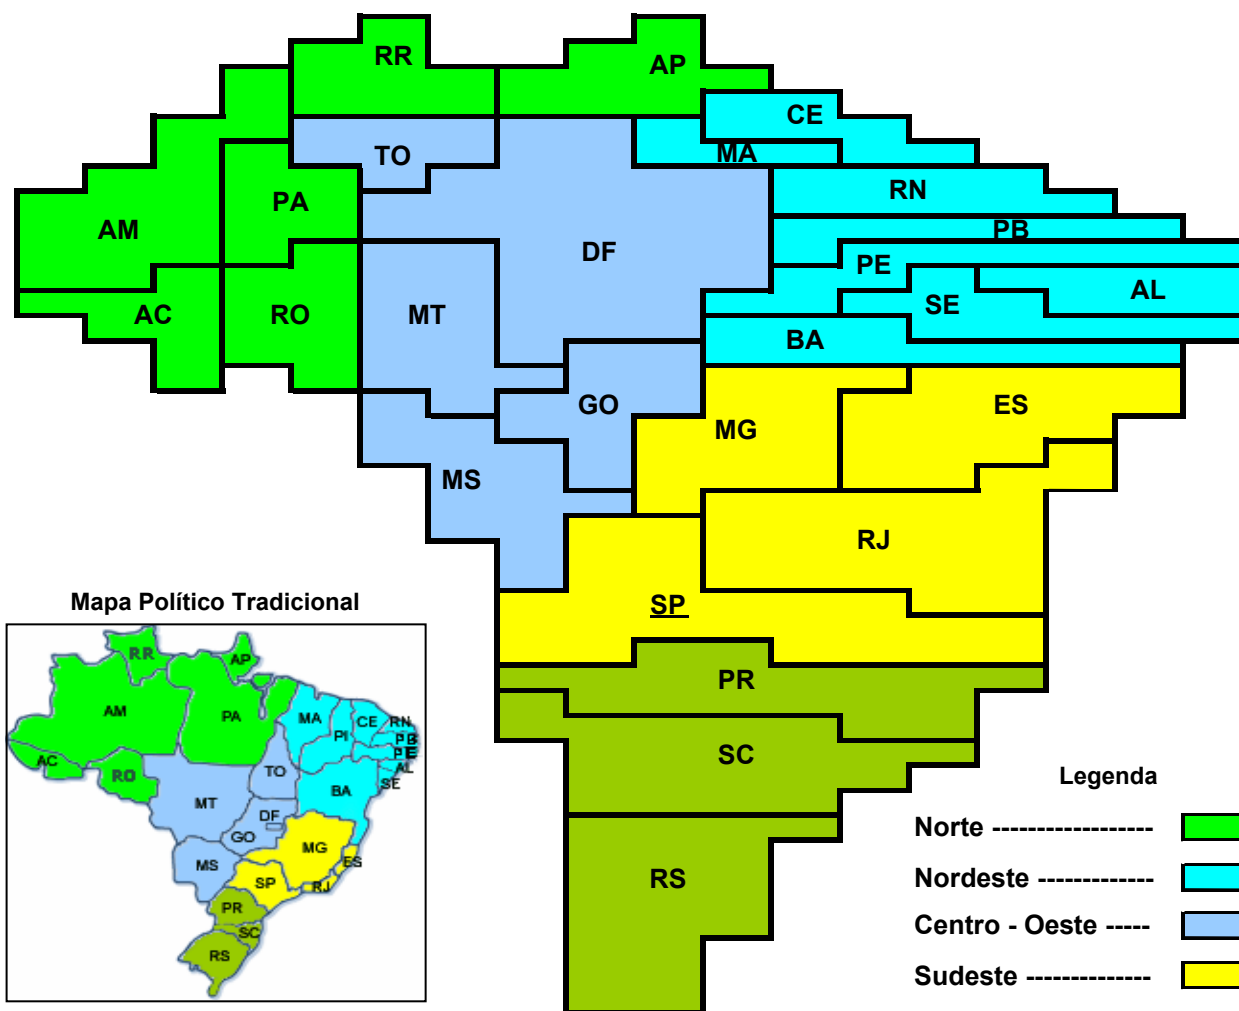 RR
AP
CE
TO
MA
RN
PA
AM
PB
DF
PE
AL
SE
AC
RO
MT
BA
GO
ES
MG
MS
RJ
SP
PR
SC
RS
Mapa Político Tradicional
RR
AP
AM
PA
MA
CE
RN
PI
PB
PE
AC
RO
TO
AL
SE
BA
MT
DF
GO
MG
MS
ES
SP
RJ
PR
SC
RS
Legenda
Norte ------------------
Nordeste -------------
Centro - Oeste -----
Sudeste --------------